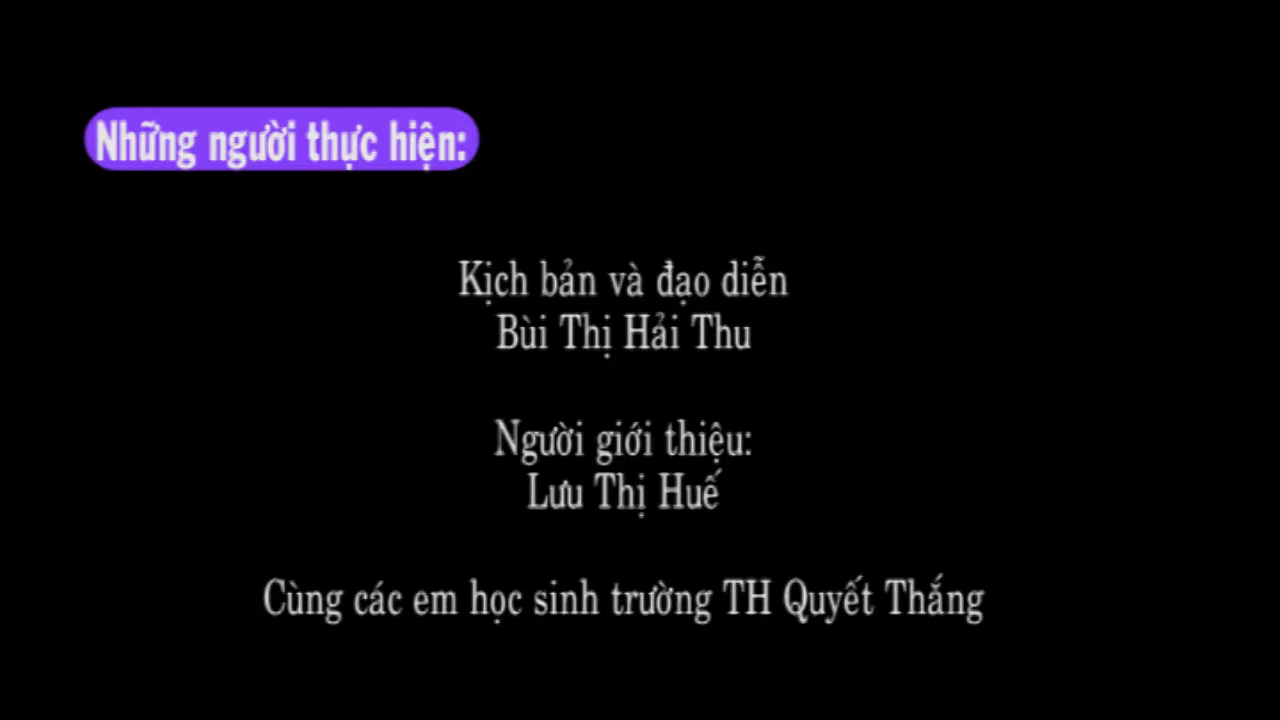 Những người thực hiện:
Kịch bản và đạo diễn
Bùi Thị Hải Thu
Người giới thiệu:
Lưu Thị Huế
Cùng các em học sinh trường TH Quyết Thắng